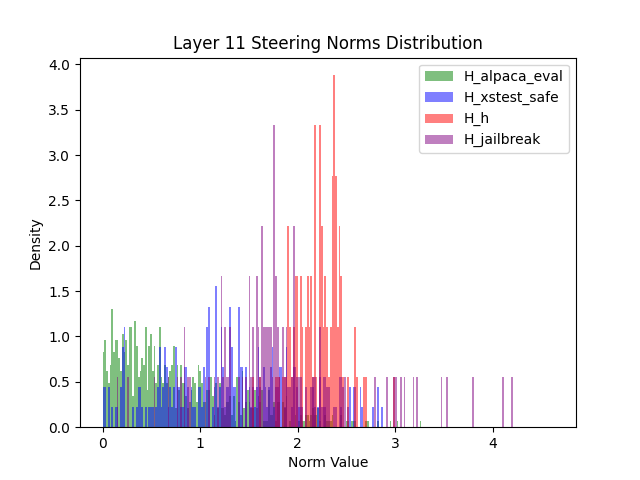 Layer 11 Steering Norms Distribution
H_alpaca_eval
H_xstest_safe
H_h
H_jailbreak
Density
4.0
3.5
3.0
2.5
2.0
1.5
1.0
0.5
0.0
0
1
2
3
4
Norm Value